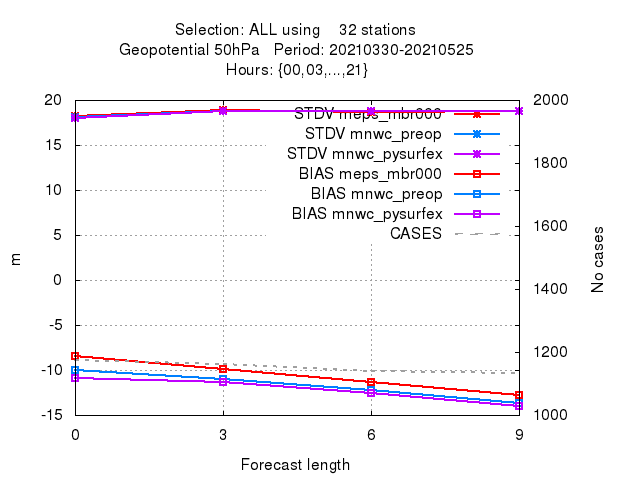 Selection: ALL using    32 stations
Geopotential 50hPa   Period: 20210330-20210525
Hours: {00,03,...,21}
20 2000
STDV meps_mbr000
STDV mnwc_preop
STDV mnwc_pysurfex
BIAS meps_mbr000
BIAS mnwc_preop
BIAS mnwc_pysurfex
CASES
15
1800
10
5
1600
0
1400
-5
1200
-10
-15 1000
m
No cases
0 3 6 9
Forecast length